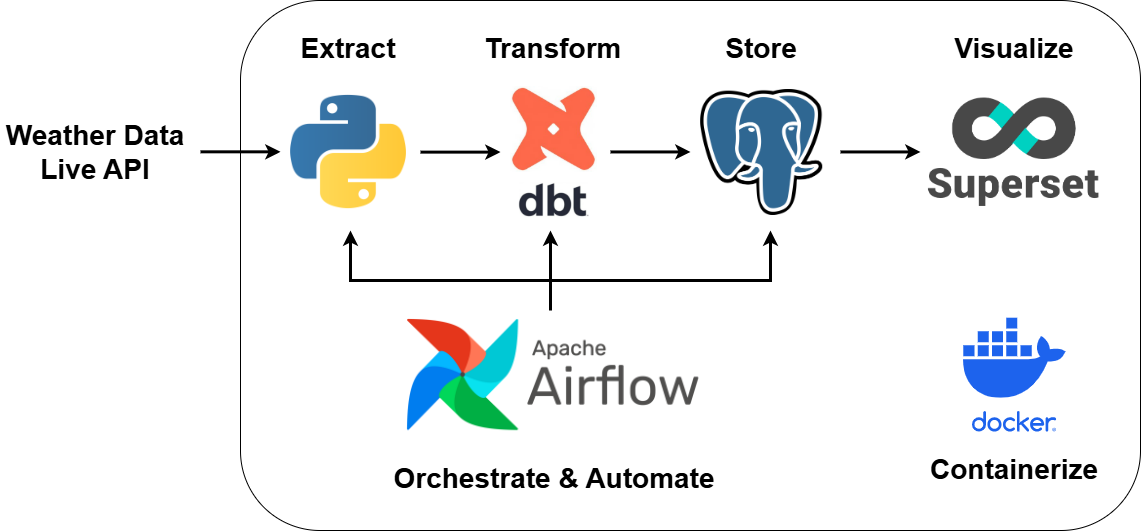 Extract
Transform
Store
Visualize
Weather Data
Live API
dbt
Superset
Apache
Airflow
docker
Orchestrate & Automate
Containerize